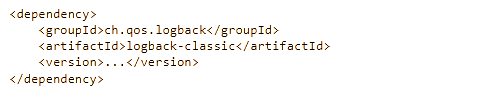 <dependency>
    <groupId>ch.qos.logback</groupId>
    <artifactId>logback-classic</artifactId>
    <version>...</version>
</dependency>